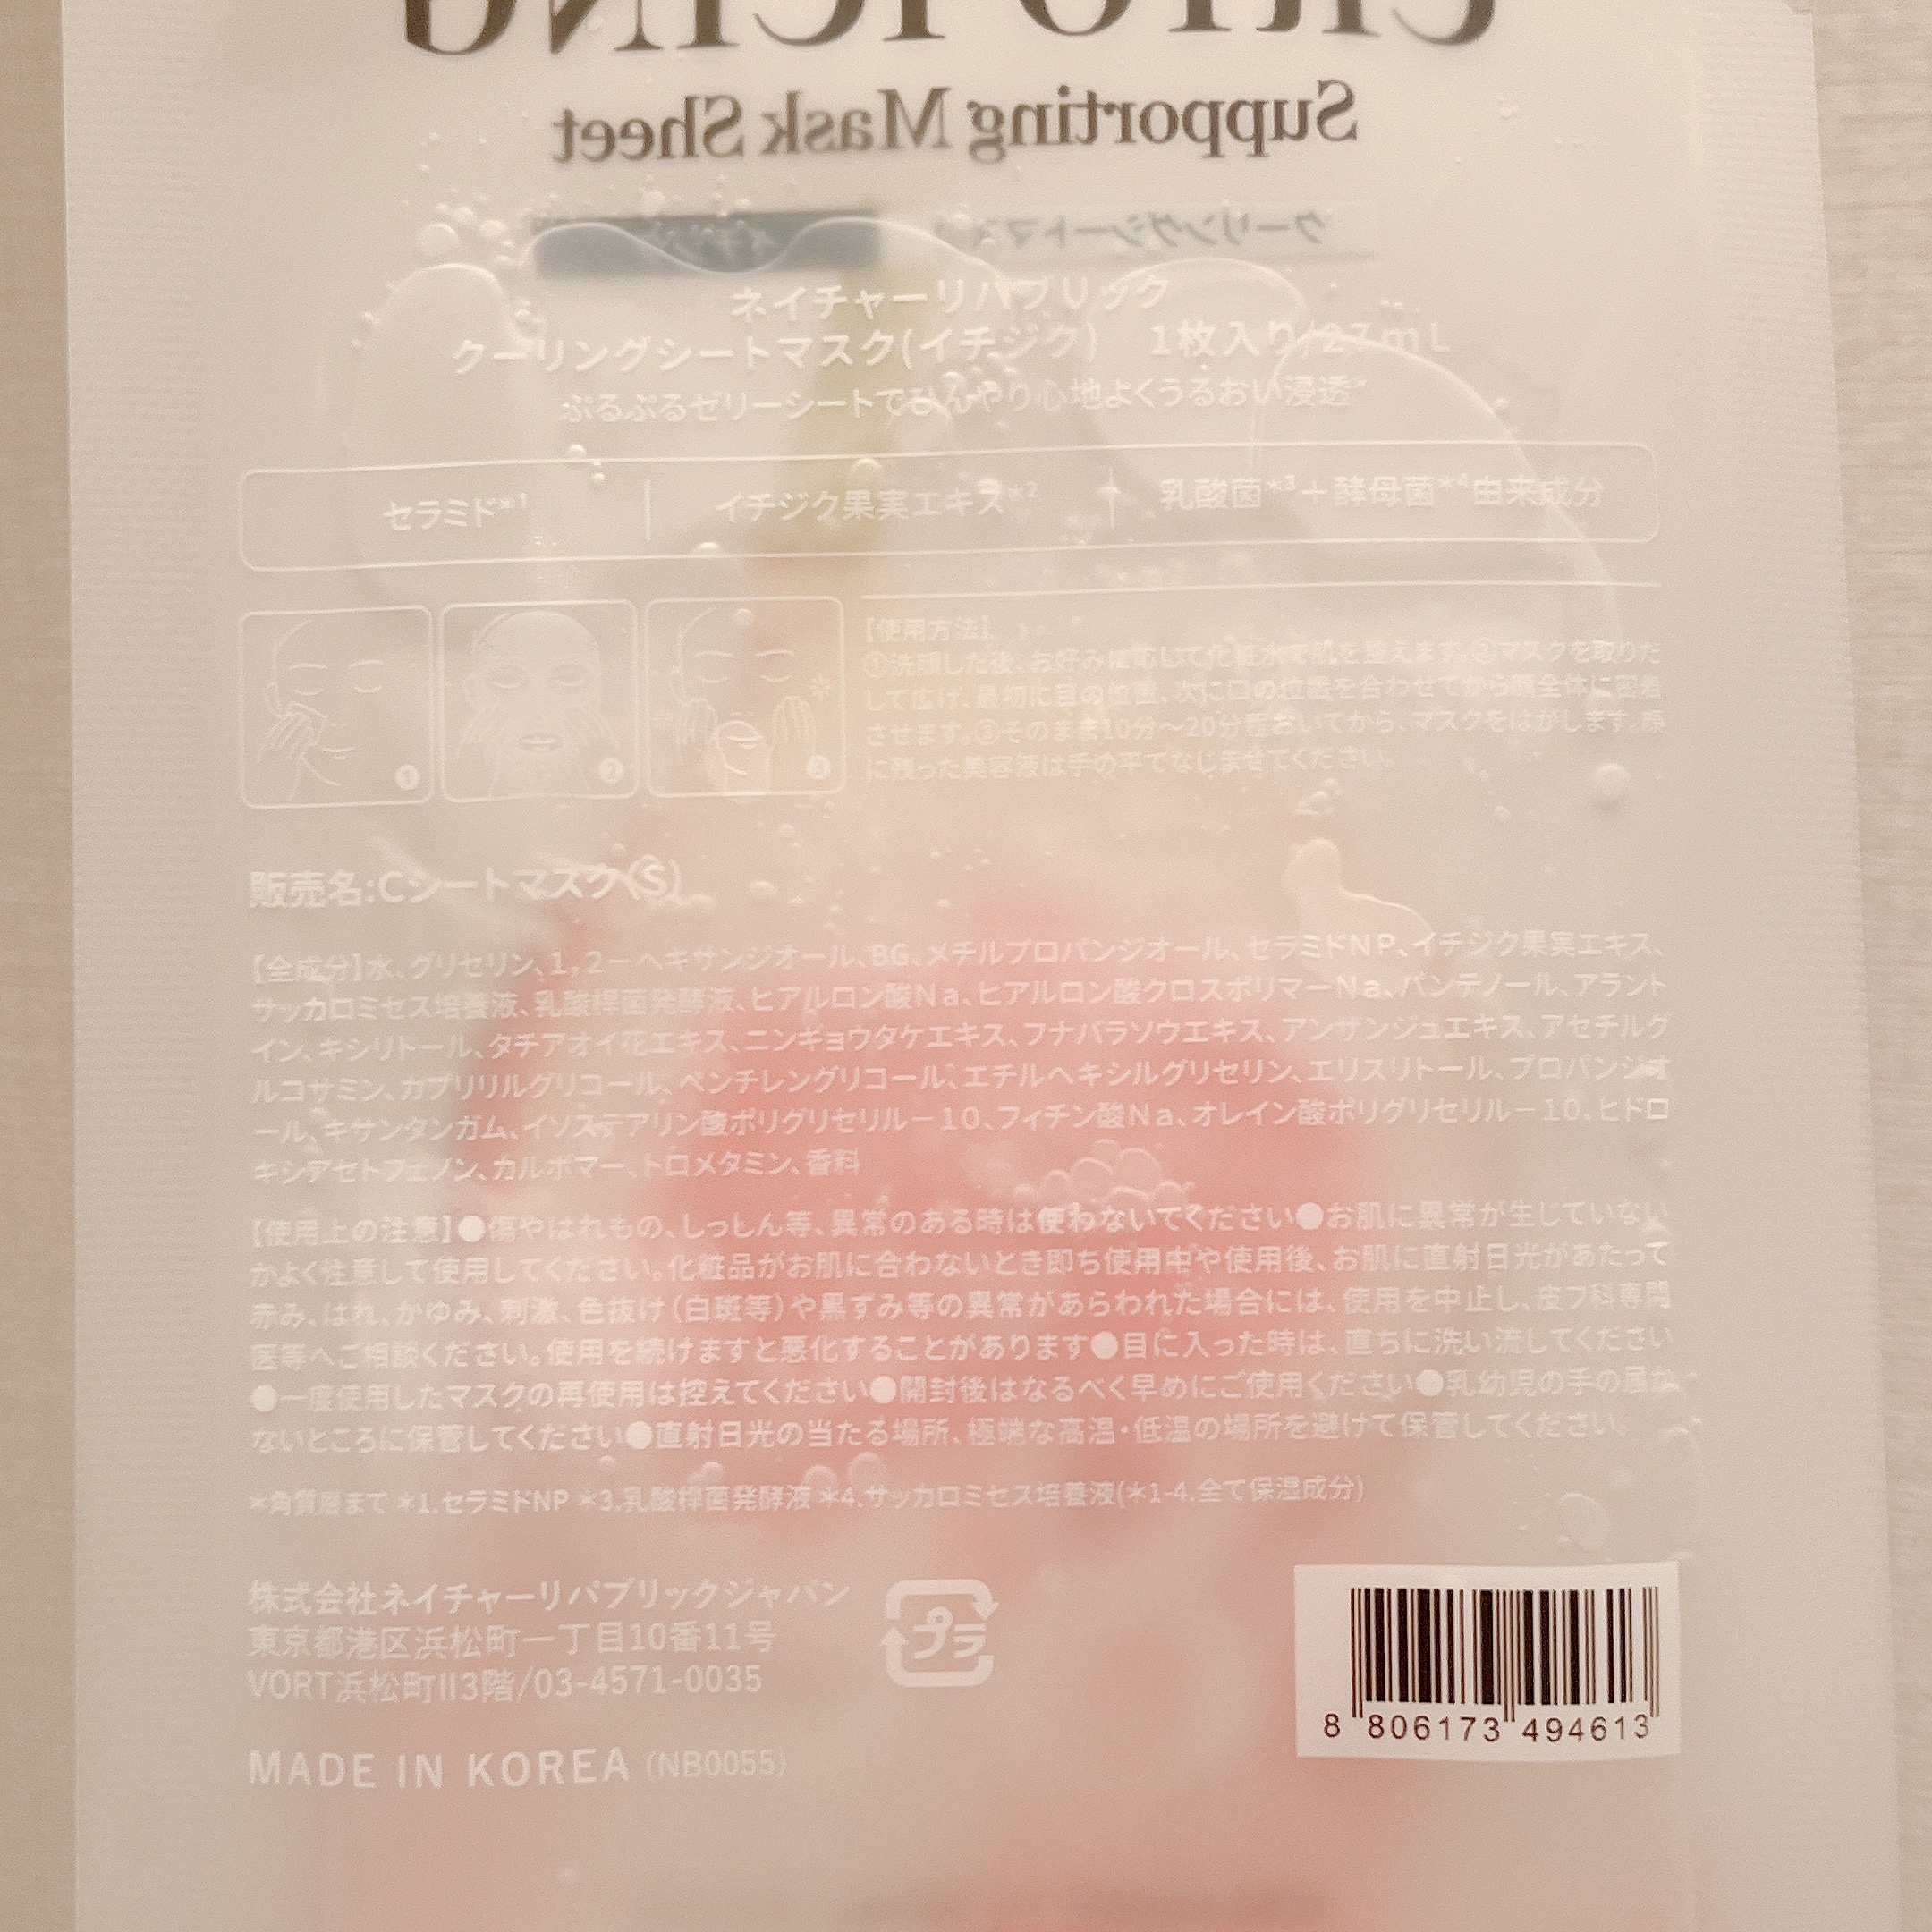 Supporting Mask Sheet
クーリングシートマス
イチジク
ネイチャーリパブリック
クーリングシートマスク(イチジク) 1枚入り/27mL
ぷるぷるゼリーシートでひんやり心地よくうるおい浸透*
セラミド*1 イチジク果実エキス*2 乳酸菌*3+酵母菌*4由来成分
【使用方法】
①洗顔した後、お好みに応じて化粧水で肌を整えます。②マスクを取りだ
して広げ、最初に目の位置、次に口の位置を合わせてから顔全体に密着
させます。③そのまま10分〜20分程おいてから、マスクをはがします。顔
に残った美容液は手の平でなじませてください。
1 2 3
販売名:Cシートマスク(S)
【全成分】水、グリセリン、1,2-ヘキサンジオール、BG、メチルプロパンジオール、セラミドNP、イチジク果実エキス、
サッカロミセス培養液、乳酸桿菌発酵液、ヒアルロン酸Na、ヒアルロン酸クロスポリマーNa、パンテノール、アラント
イン、キシリトール、タチアオイ花エキス、ニンギョウタケエキス、フナバラソウエキス、アンザンジュエキス、アセチルグ
ルコサミン、カプリリルグリコール、ペンチレングリコール、エチルヘキシルグリセリン、エリスリトール、プロパンジオ
ール、キサンタンガム、イソステアリン酸ポリグリセリル-10、フィチン酸Na、オレイン酸ポリグリセリル-10、ヒドロ
キシアセトフェノン、カルボマー、トロメタミン、香料
【使用上の注意】●傷やはれもの、しっしん等、異常のある時は使わないでください●お肌に異常が生じていない
かよく注意して使用してください。化粧品がお肌に合わないとき即ち使用中や使用後、お肌に直射日光があたって
赤み、はれ、かゆみ、刺激、色抜け(白斑等)や黒ずみ等の異常があらわれた場合には、使用を中止し、皮フ科専門
医等へご相談ください。使用を続けますと悪化することがあります●目に入った時は、直ちに洗い流してください
●一度使用したマスクの再使用は控えてください●開封後はなるべく早めにご使用ください●乳幼児の手の届か
ないところに保管してください●直射日光の当たる場所、極端な高温・低温の場所を避けて保管してください。
*角質層まで *1.セラミドNP *3.乳酸桿菌発酵液 *4.サッカロミセス培養液(*1-4.全て保湿成分)
株式会社ネイチャーリパブリックジャパン
東京都港区浜松町一丁目10番11号
VORT浜松町II3階/03-4571-0035
プラ
MADE IN KOREA (NB0055)
8 806173 494613